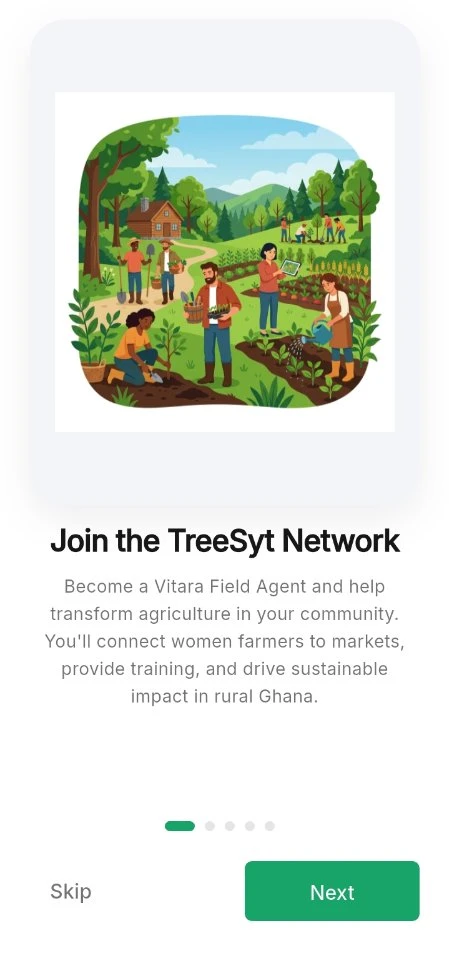 Join the TreeSyt Network
Become a Vitara Field Agent and help
transform agriculture in your community.
You'll connect women farmers to markets,
provide training, and drive sustainable
impact in rural Ghana.
Skip
Next